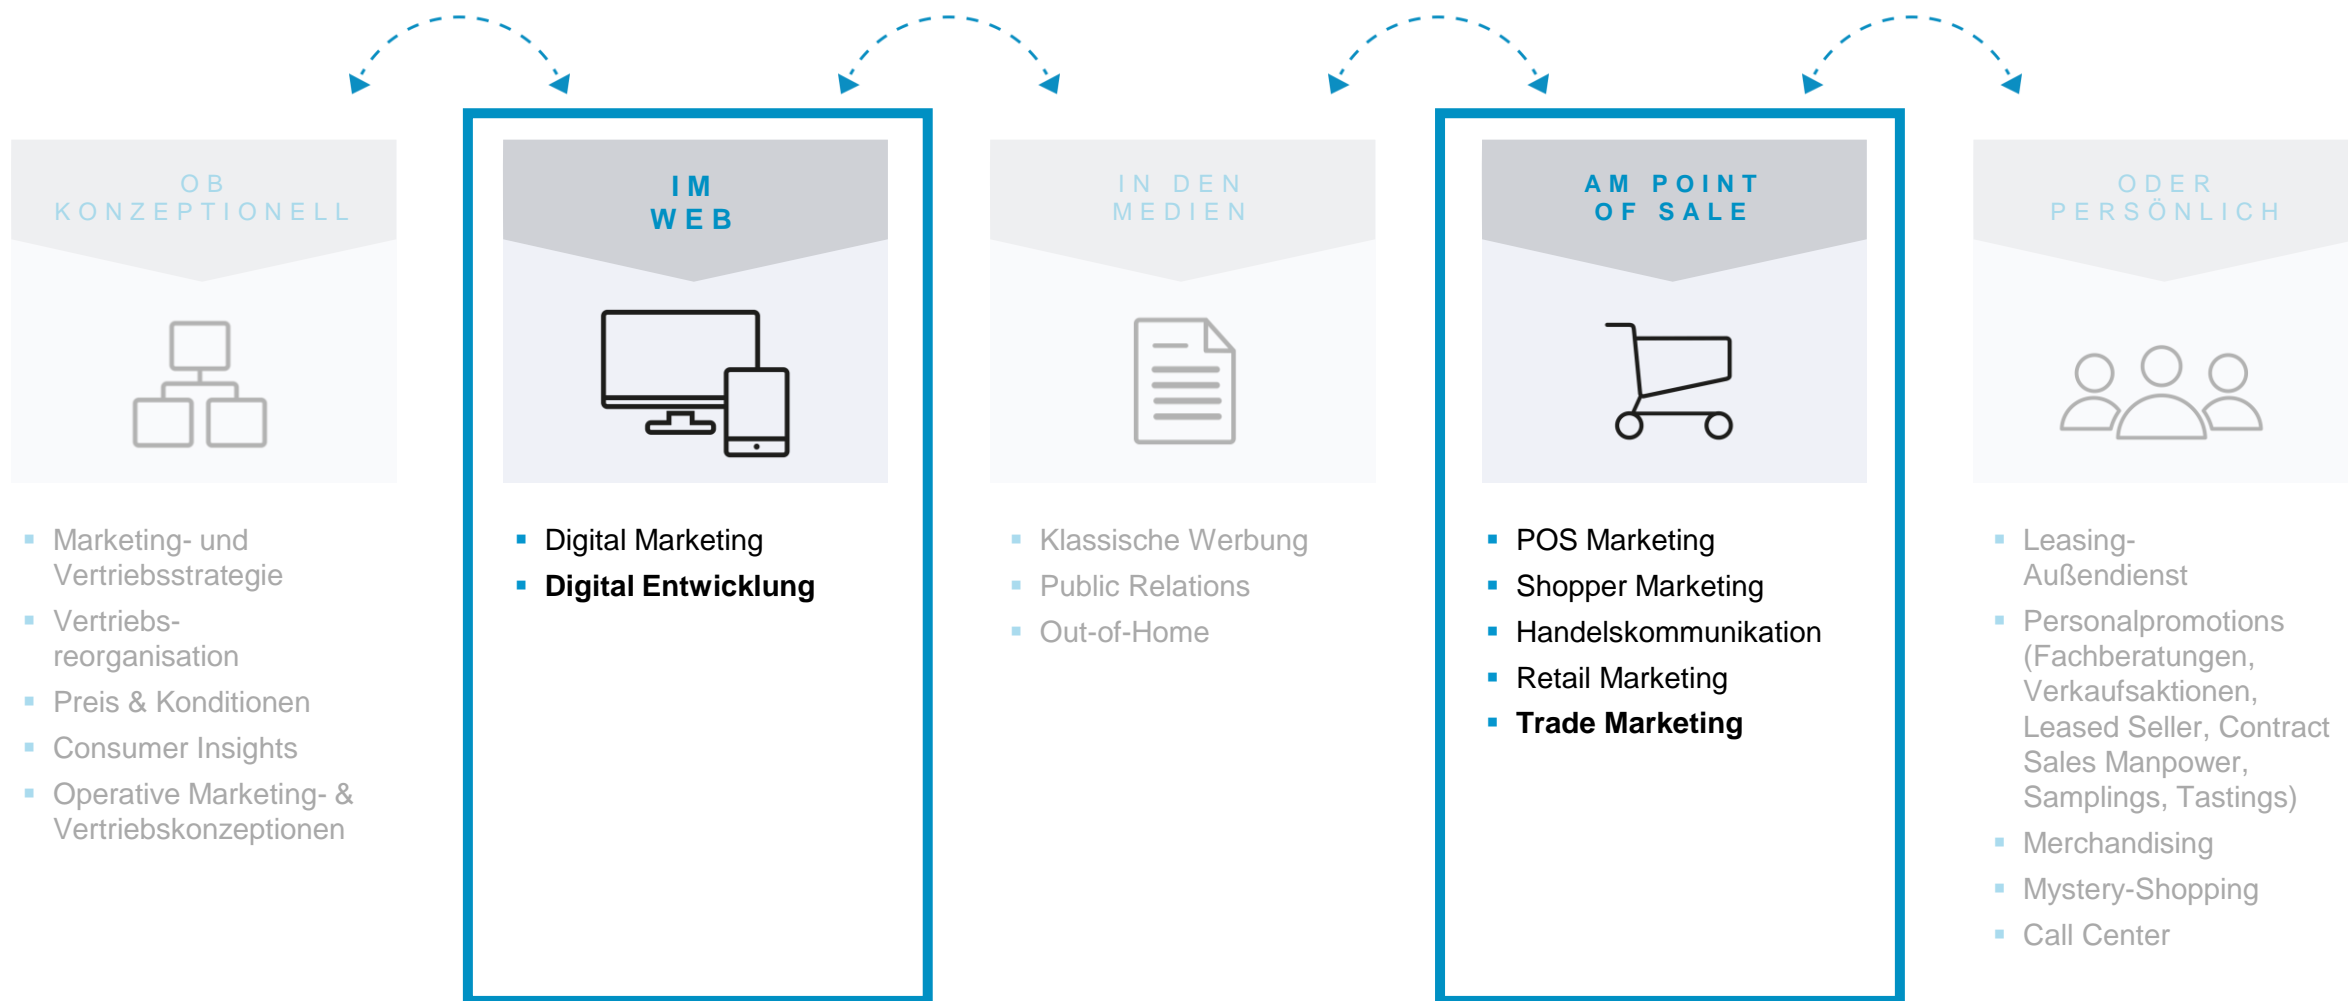 OB
KONZEPTIONELL
Marketing- und
Vertriebsstrategie
Vertriebs-
reorganisation
Preis & Konditionen
Consumer Insights
Operative Marketing- &
Vertriebskonzeptionen
IM
WEB
Digital Marketing
Digital Entwicklung
IN DEN
MEDIEN
Klassische Werbung
Public Relations
Out-of-Home
AM POINT
OF SALE
POS Marketing
Shopper Marketing
Handelskommunikation
Retail Marketing
Trade Marketing
ODER
PERSÖNLICH
Leasing-
Außendienst
Personalpromotions
(Fachberatungen,
Verkaufsaktionen,
Leased Seller, Contract
Sales Manpower,
Samplings, Tastings)
Merchandising
Mystery-Shopping
Call Center